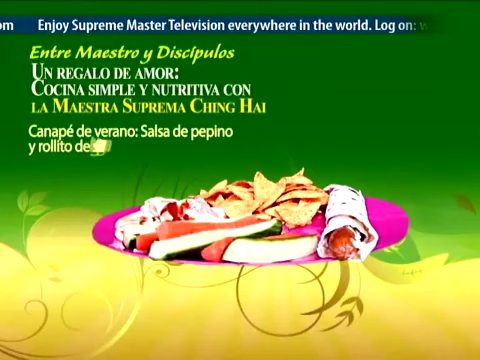 om Enjoy Supreme Master Television everywhere in the world. Log on:
Entre Maestro y Discípulos
UN REGALO DE AMOR:
COCINA SIMPLE Y NUTRITIVA CON
LA MAESTRA SUPREMA CHING HAI
Canapé de verano: Salsa de pepino
y rollito de